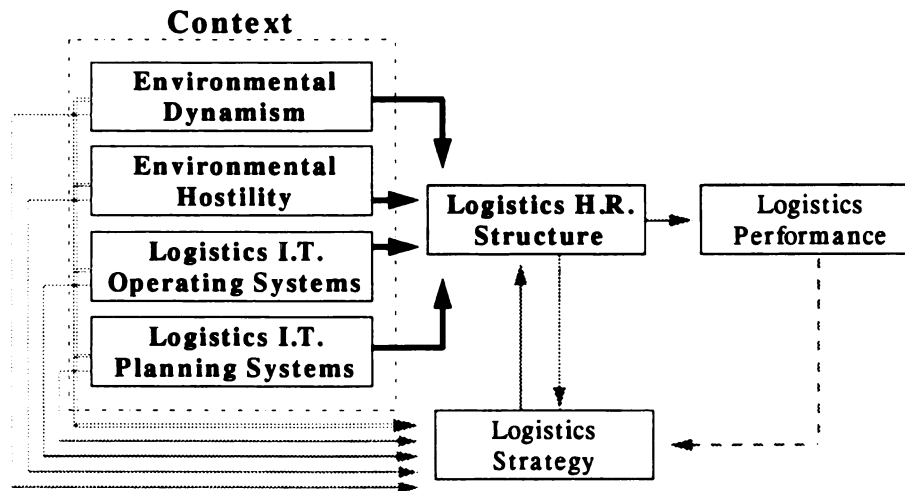 Context
Environmental
Dynamism
Environmental
Hostility
Logistics I.T.
Operating Systems
Logistics I.T.
Planning Systems
Logistics H.R.
Structure
Logistics
Performance
Logistics
Strategy